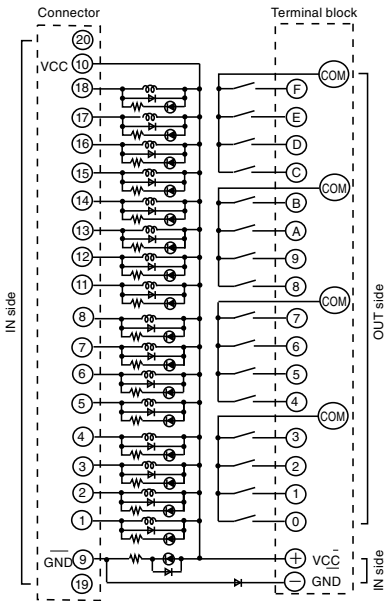 Connector
Terminal block
20
VCC 10
COM
18
F
17
E
16
D
15
C
COM
14
B
13
A
12
9
11
8
COM
8
7
7
6
6
5
5
4
COM
4
3
3
2
2
1
1
0
GND 9
+ VCC
19
− GND
IN side
OUT side
IN side